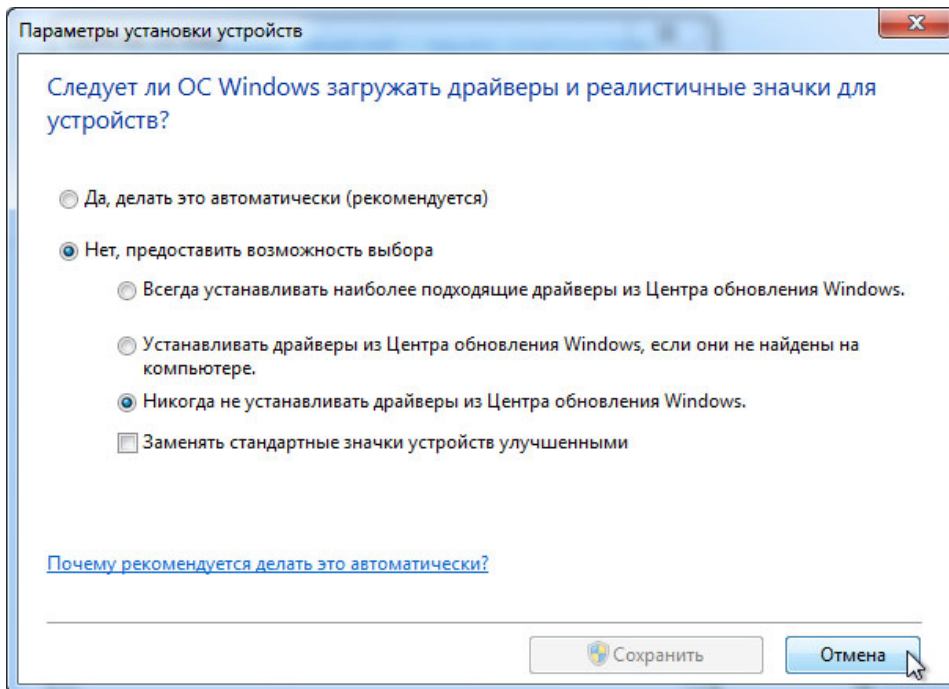 Параметры установки устройств
Следует ли ОС Windows загружать драйверы и реалистичные значки для
устройств?
Да, делать это автоматически (рекомендуется)
Нет, предоставить возможность выбора
Всегда устанавливать наиболее подходящие драйверы из Центра обновления Windows.
Устанавливать драйверы из Центра обновления Windows, если они не найдены на
компьютере.
Никогда не устанавливать драйверы из Центра обновления Windows.
Заменять стандартные значки устройств улучшенными
Почему рекомендуется делать это автоматически?
Сохранить
Отмена